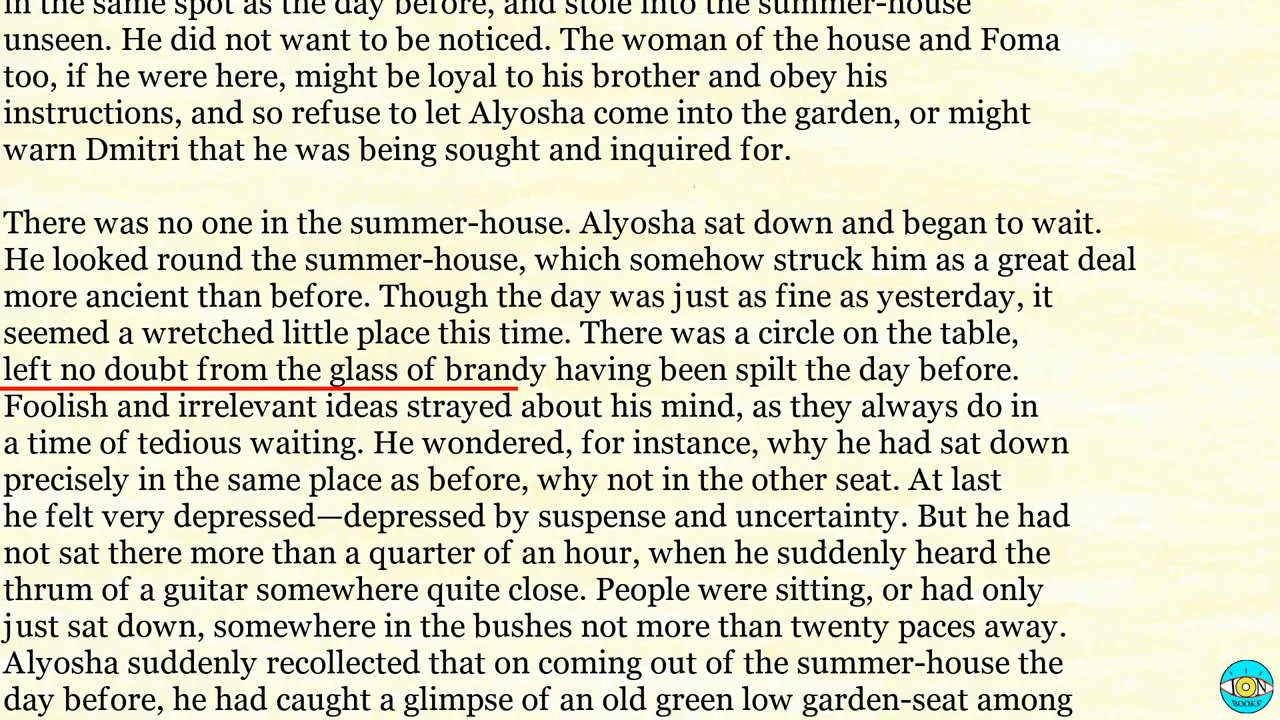 in the same spot as the day before, and stole into the summer-house
unseen. He did not want to be noticed. The woman of the house and Foma
too, if he were here, might be loyal to his brother and obey his
instructions, and so refuse to let Alyosha come into the garden, or might
warn Dmitri that he was being sought and inquired for.
There was no one in the summer-house. Alyosha sat down and began to wait.
He looked round the summer-house, which somehow struck him as a great deal
more ancient than before. Though the day was just as fine as yesterday, it
seemed a wretched little place this time. There was a circle on the table,
left no doubt from the glass of brandy having been spilt the day before.
Foolish and irrelevant ideas strayed about his mind, as they always do in
a time of tedious waiting. He wondered, for instance, why he had sat down
precisely in the same place as before, why not in the other seat. At last
he felt very depressed—depressed by suspense and uncertainty. But he had
not sat there more than a quarter of an hour, when he suddenly heard the
thrum of a guitar somewhere quite close. People were sitting, or had only
just sat down, somewhere in the bushes not more than twenty paces away.
Alyosha suddenly recollected that on coming out of the summer-house the
day before, he had caught a glimpse of an old green low garden-seat among
ION
BOOKS